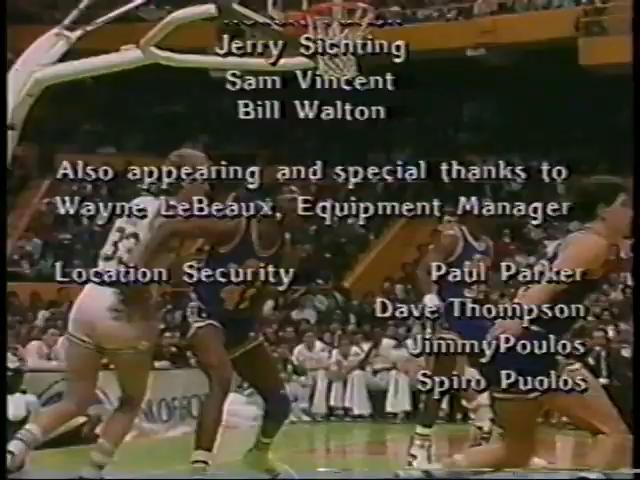 Jerry Sichting
Sam Vincent
Bill Walton
Also appearing and special thanks to
Wayne LeBeaux, Equipment Manager
Location Security Paul Parker
Dave Thompson
JimmyPoulos
Spiro Puolos
33